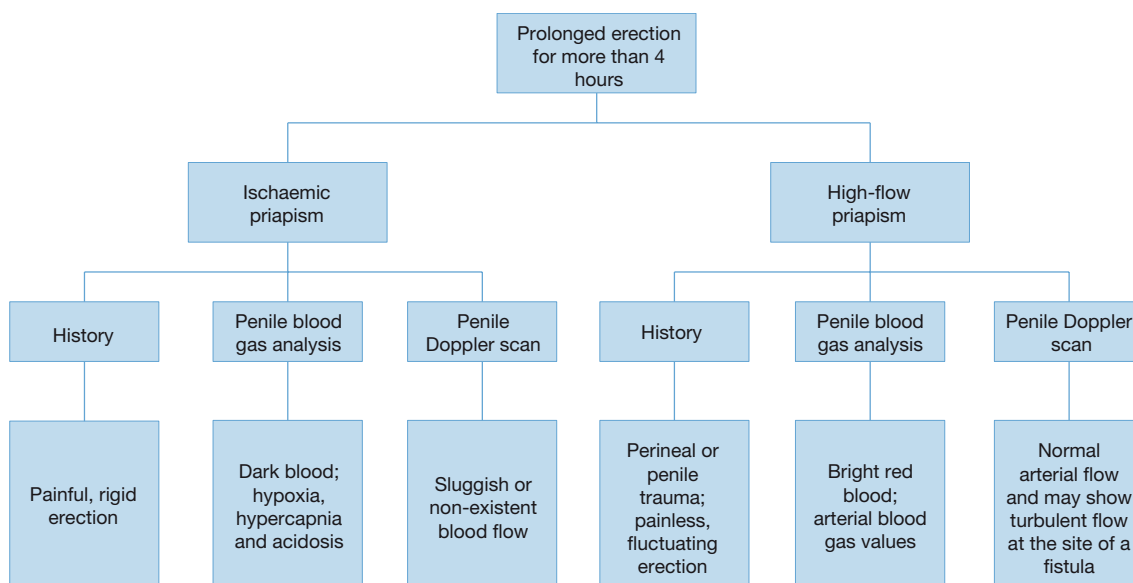 Prolonged erection
for more than 4
hours
Ischaemic
priapism
High-flow
priapism
History
Penile blood
gas analysis
Penile
Doppler scan
History
Penile blood
gas analysis
Penile Doppler
scan
Painful, rigid
erection
Dark blood;
hypoxia,
hypercapnia
and acidosis
Sluggish or
non-existent
blood flow
Perineal or
penile
trauma;
painless,
fluctuating
erection
Bright red
blood;
arterial blood
gas values
Normal
arterial flow
and may show
turbulent flow
at the site of a
fistula